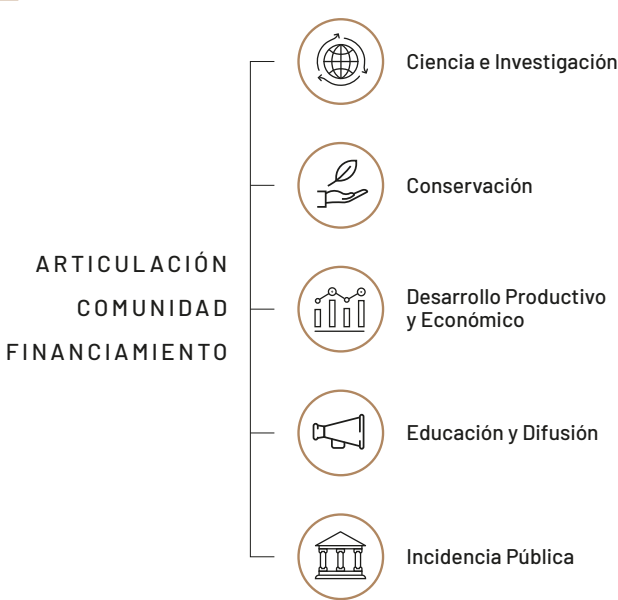 ARTICULACIÓN
COMUNIDAD
FINANCIAMIENTO
Ciencia e Investigación
Conservación
Desarrollo Productivo
y Económico
Educación y Difusión
Incidencia Pública